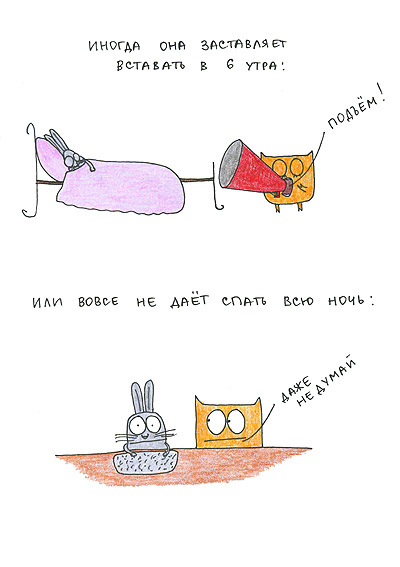 ИНОГДА ОНА ЗАСТАВЛЯЕТ
ВСТАВАТЬ В 6 УТРА:
ПОДЪЁМ!
ИЛИ ВОВСЕ НЕ ДАЁТ СПАТЬ ВСЮ НОЧЬ:
ДАЖЕ
НЕ ДУМАЙ